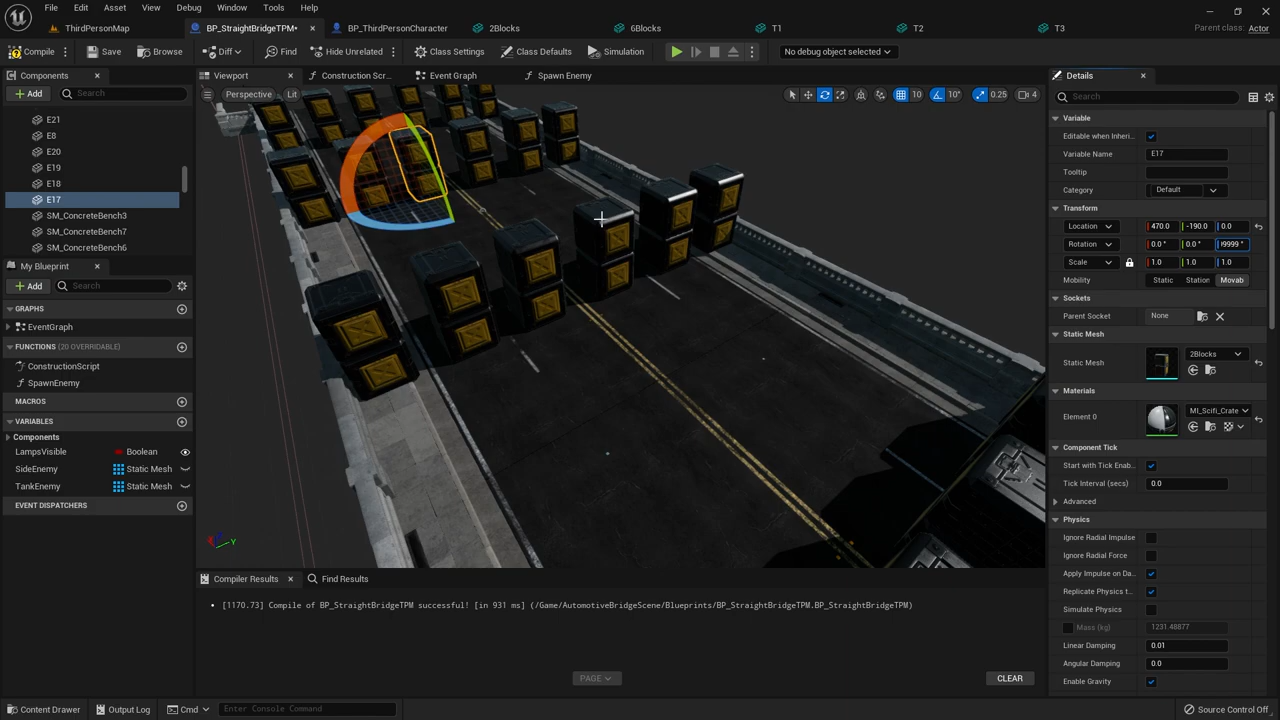 File Edit Asset View Debug Window Tools Help
ThirdPersonMap
BP_StraightBridgeTPM*
BP_ThirdPersonCharacter
2Blocks
6Blocks
T1
T2
T3
Parent class: Actor
Compile
Save
Browse
Diff
Find
Hide Unrelated
Class Settings
Class Defaults
Simulation
No debug object selected
Components
Add
Search
E21
E8
E20
E19
E18
E17
SM_ConcreteBench3
SM_ConcreteBench7
SM_ConcreteBench6
My Blueprint
Add
Search
GRAPHS
EventGraph
FUNCTIONS (20 OVERRIDABLE)
ConstructionScript
SpawnEnemy
MACROS
VARIABLES
Components
LampsVisible Boolean
SideEnemy Static Mesh
TankEnemy Static Mesh
EVENT DISPATCHERS
Viewport
Construction Scr...
Event Graph
Spawn Enemy
Perspective
Lit
10
10°
0.25
4
Y
Compiler Results
Find Results
[1170.73] Compile of BP_StraightBridgeTPM successful! [in 931 ms] (/Game/AutomotiveBridgeScene/Blueprints/BP_StraightBridgeTPM.BP_StraightBridgeTPM)
PAGE
CLEAR
Details
Search
Variable
Editable when Inheri...
Variable Name E17
Tooltip
Category Default
Transform
Location 470.0 -190.0 0.0
Rotation 0.0 ° 0.0 ° l9999 °
Scale 1.0 1.0 1.0
Mobility Static Station Movab
Sockets
Parent Socket None
Static Mesh
Static Mesh 2Blocks
Materials
Element 0 MI_Scifi_Crate
Component Tick
Start with Tick Enab...
Tick Interval (secs) 0.0
Advanced
Physics
Ignore Radial Impulse
Ignore Radial Force
Apply Impulse on Da...
Replicate Physics t...
Simulate Physics
Mass (kg) 1231.48877
Linear Damping 0.01
Angular Damping 0.0
Enable Gravity
Content Drawer
Output Log
Cmd
Enter Console Command
Source Control Off